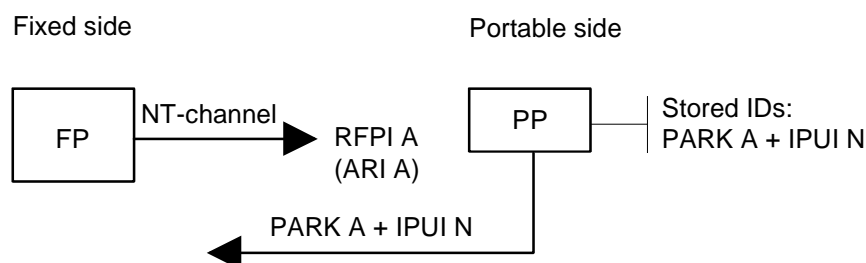 Fixed side
Portable side
FP
NT-channel
RFPI A
(ARI A)
PP
Stored IDs:
PARK A + IPUI N
PARK A + IPUI N